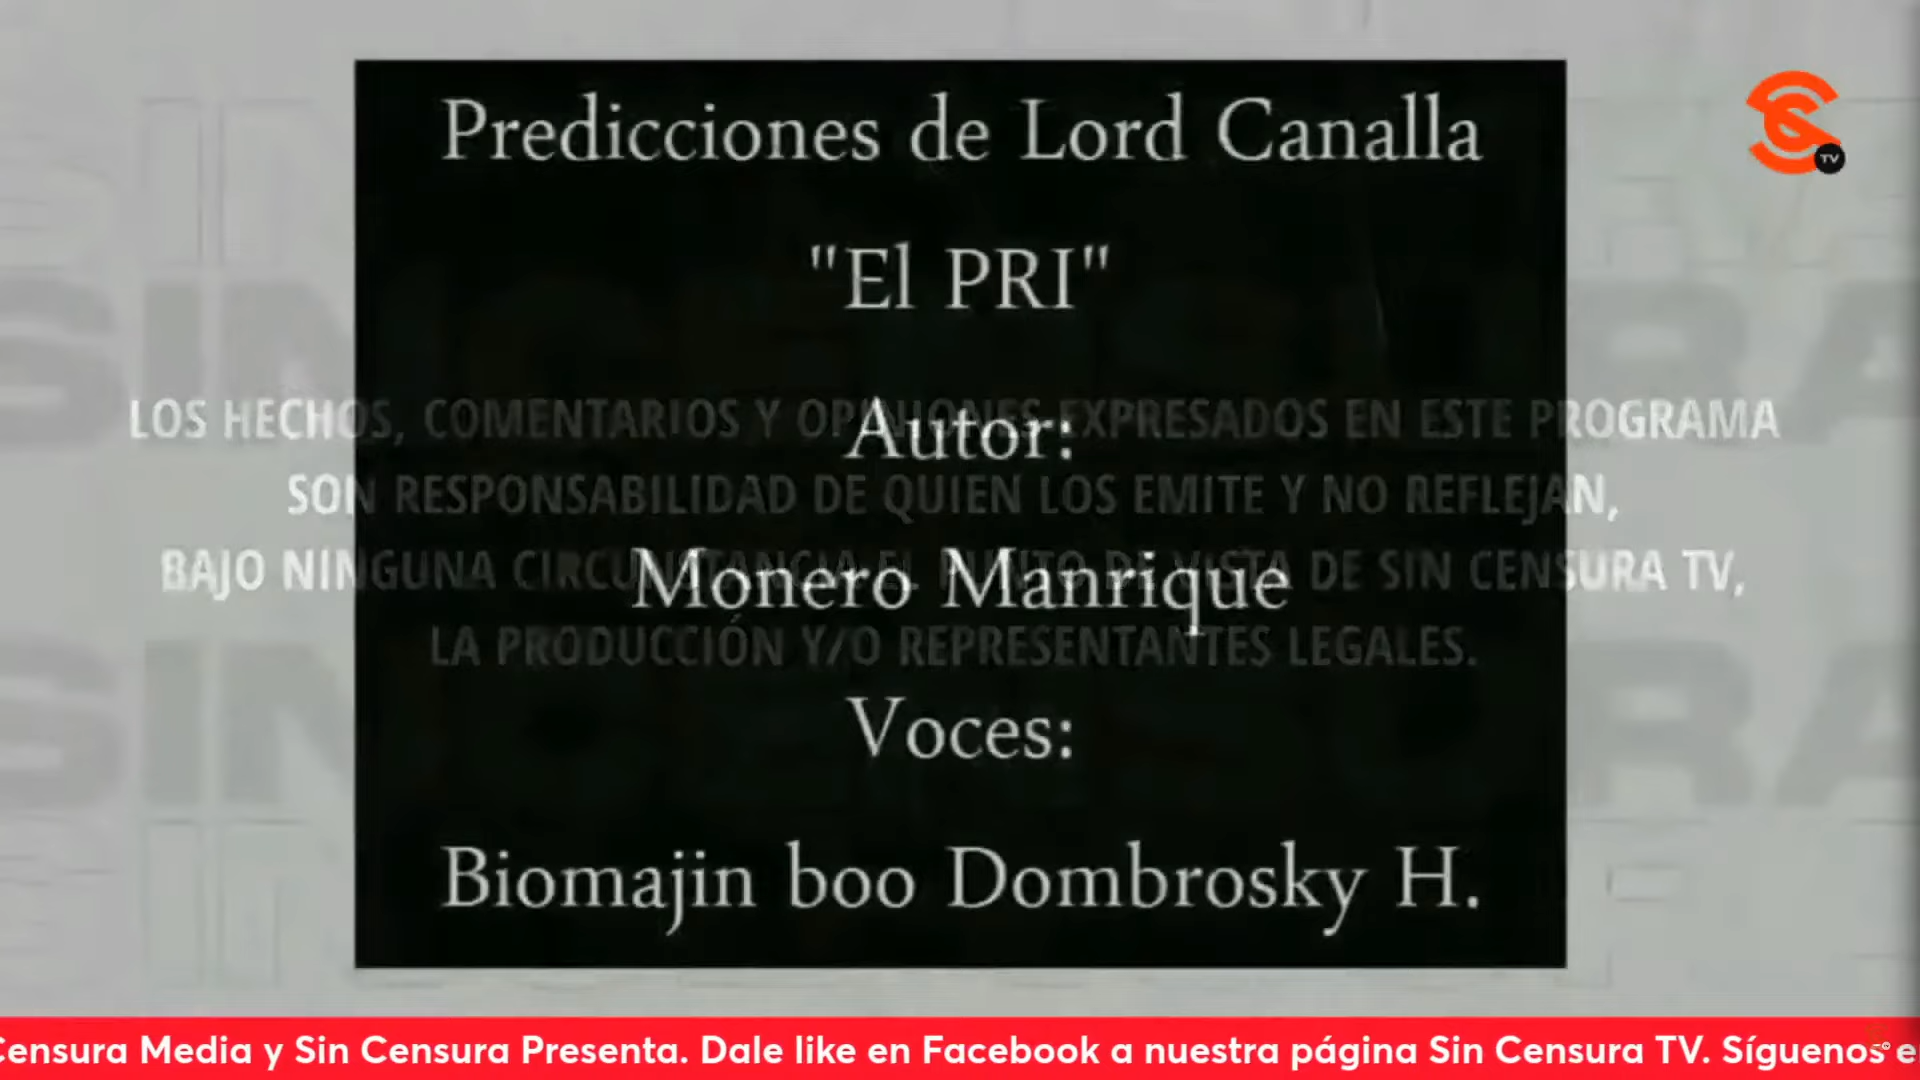 Predicciones de Lord Canalla
TV
"El PRI"
LOS HECHOS, COMENTARIOS Y OPINIONES EXPRESADOS EN ESTE PROGRAMA
Autor:
SON RESPONSABILIDAD DE QUIEN LOS EMITE Y NO REFLEJAN,
BAJO NINGUNA CIRCUNSTANCIA EL PUNTO DE VISTA DE SIN CENSURA TV,
Monero Manrique
LA PRODUCCIÓN Y/O REPRESENTANTES LEGALES.
Voces:
Biomajin boo Dombrosky H.
Censura Media y Sin Censura Presenta. Dale like en Facebook a nuestra página Sin Censura TV. Síguenos